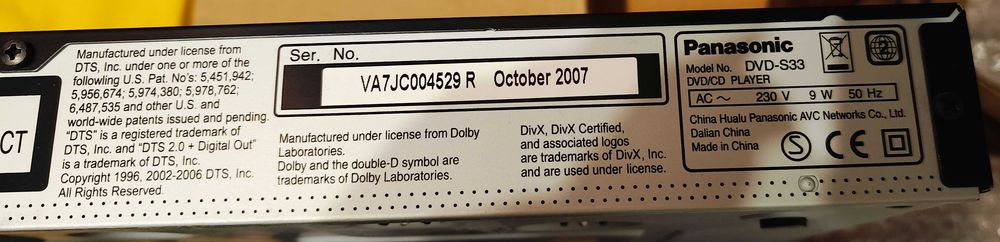 CT
Manufactured under license from
DTS, Inc. under one or more of the
followling U.S. Pat. No's: 5,451,942;
5,956,674; 5,974,380; 5,978,762;
6,487,535 and other U.S. and
world-wide patents issued and pending.
"DTS" is a registered trademark of
DTS, Inc. and "DTS 2.0 + Digital Out"
is a trademark of DTS, Inc.
Copyright 1996, 2002-2006 DTS, Inc.
All Rights Reserved.
Ser. No.
VA7JC004529 R October 2007
Manufactured under license from Dolby
Laboratories.
Dolby and the double-D symbol are
trademarks of Dolby Laboratories.
DivX, DivX Certified,
and associated logos
are trademarks of DivX, Inc.
and are used under license.
Panasonic
Model No. DVD-S33
DVD/CD PLAYER
AC ～ 230 V 9 W 50 Hz
China Hualu Panasonic AVC Networks Co., Ltd.
Dalian China
Made in China
S CE
2